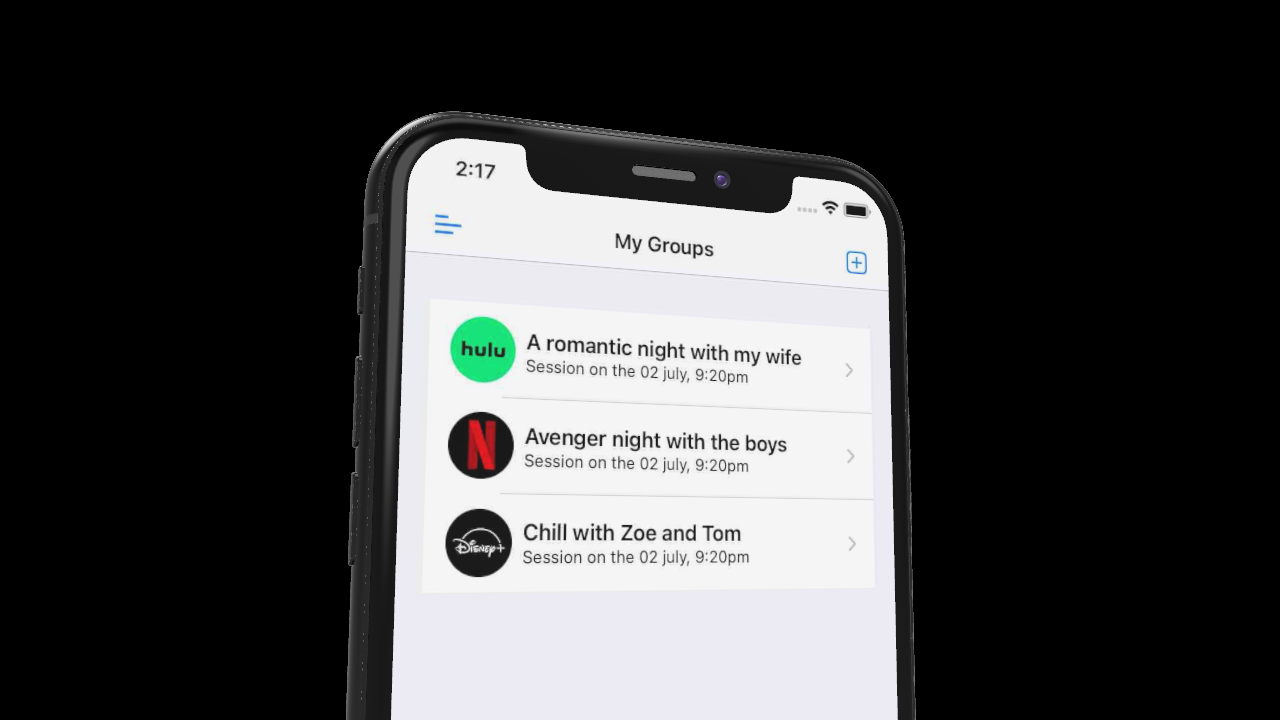 2:17
My Groups
hulu
A romantic night with my wife
Session on the 02 july, 9:20pm
N
Avenger night with the boys
Session on the 02 july, 9:20pm
Disney+
Chill with Zoe and Tom
Session on the 02 july, 9:20pm